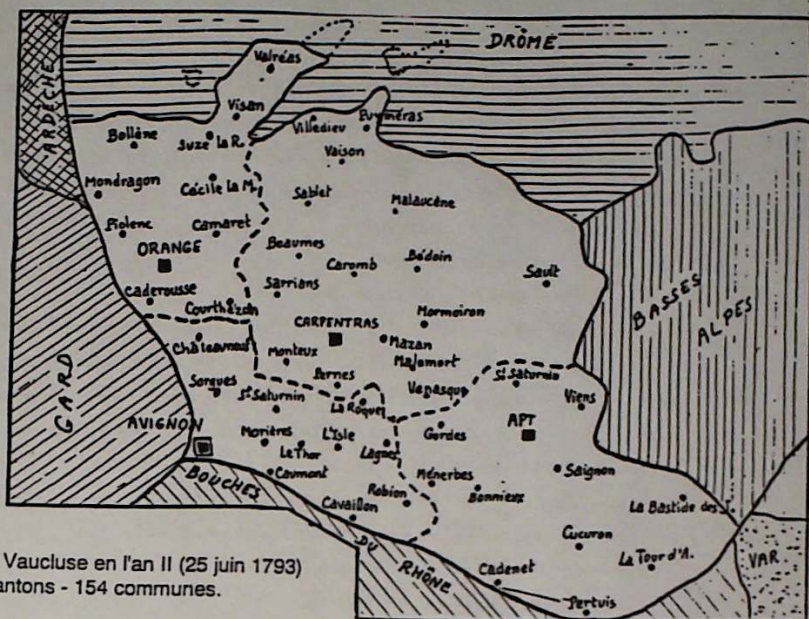 DRÔME
ARDÈCHE
Valréas
Visan
Villedieu
Puyméras
Bollène
Suze la R.
Vaison
Mondragon
Cécile la M.
Sablet
Malaucène
Piolenc
Camaret
ORANGE
Beaumes
Caromb
Bédoin
Sault
BASSES
ALPES
Sarrians
Caderousse
Courthézon
CARPENTRAS
Mormoiron
Mazan
Châteauneuf
Monteux
Malemort
GARD
Pernes
Venasque
St Saturnin
Sorgues
St Saturnin
La Roque
Viens
AVIGNON
APT
Morières
L'Isle
Gordes
Le Thor
Lagnes
Caumont
Saignon
BOUCHES
Ménerbes
Bonnieux
Robion
La Bastide des J.
Cavaillon
DU
Cucuron
RHÔNE
La Tour d'A.
VAR
Cadenet
Pertuis
Vaucluse en l'an II (25 juin 1793)
antons - 154 communes.